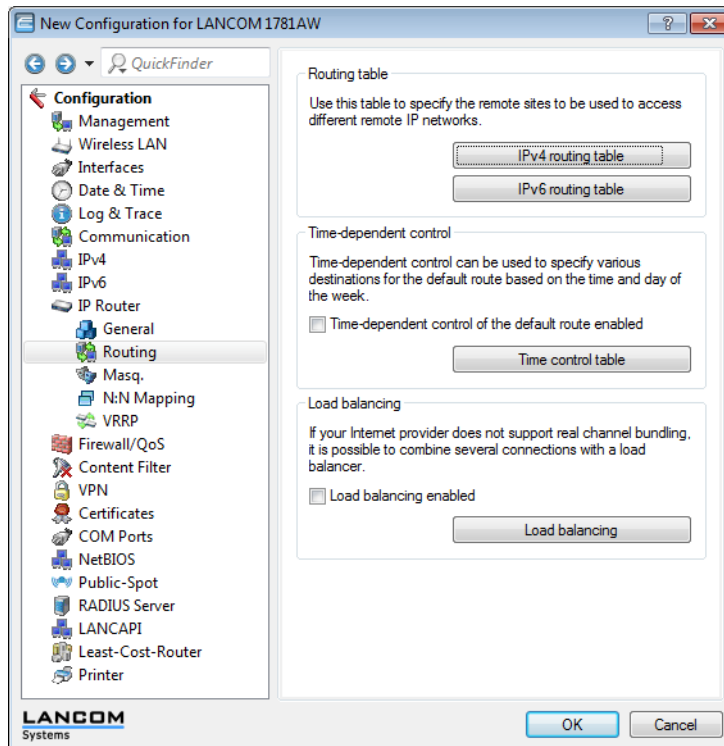 New Configuration for LANCOM 1781AW
QuickFinder
Configuration
Management
Wireless LAN
Interfaces
Date & Time
Log & Trace
Communication
IPv4
IPv6
IP Router
General
Routing
Masq.
N:N Mapping
VRRP
Firewall/QoS
Content Filter
VPN
Certificates
COM Ports
NetBIOS
Public-Spot
RADIUS Server
LANCAPI
Least-Cost-Router
Printer
Routing table
Use this table to specify the remote sites to be used to access
different remote IP networks.
IPv4 routing table
IPv6 routing table
Time-dependent control
Time-dependent control can be used to specify various
destinations for the default route based on the time and day of
the week.
Time-dependent control of the default route enabled
Time control table
Load balancing
If your Internet provider does not support real channel bundling,
it is possible to combine several connections with a load
balancer.
Load balancing enabled
Load balancing
LANCOM
Systems
OK
Cancel